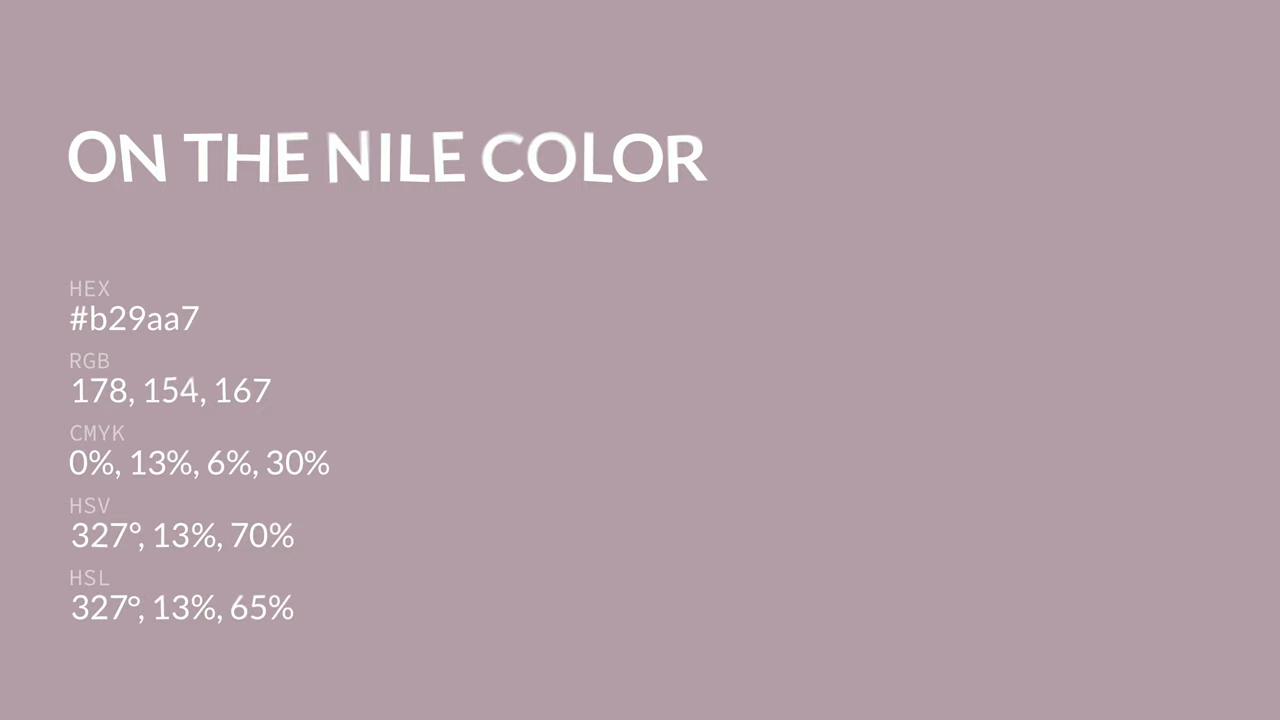 ON THE NILE COLOR
HEX
#b29aa7
RGB
178, 154, 167
CMYK
0%, 13%, 6%, 30%
HSV
327°, 13%, 70%
HSL
327°, 13%, 65%